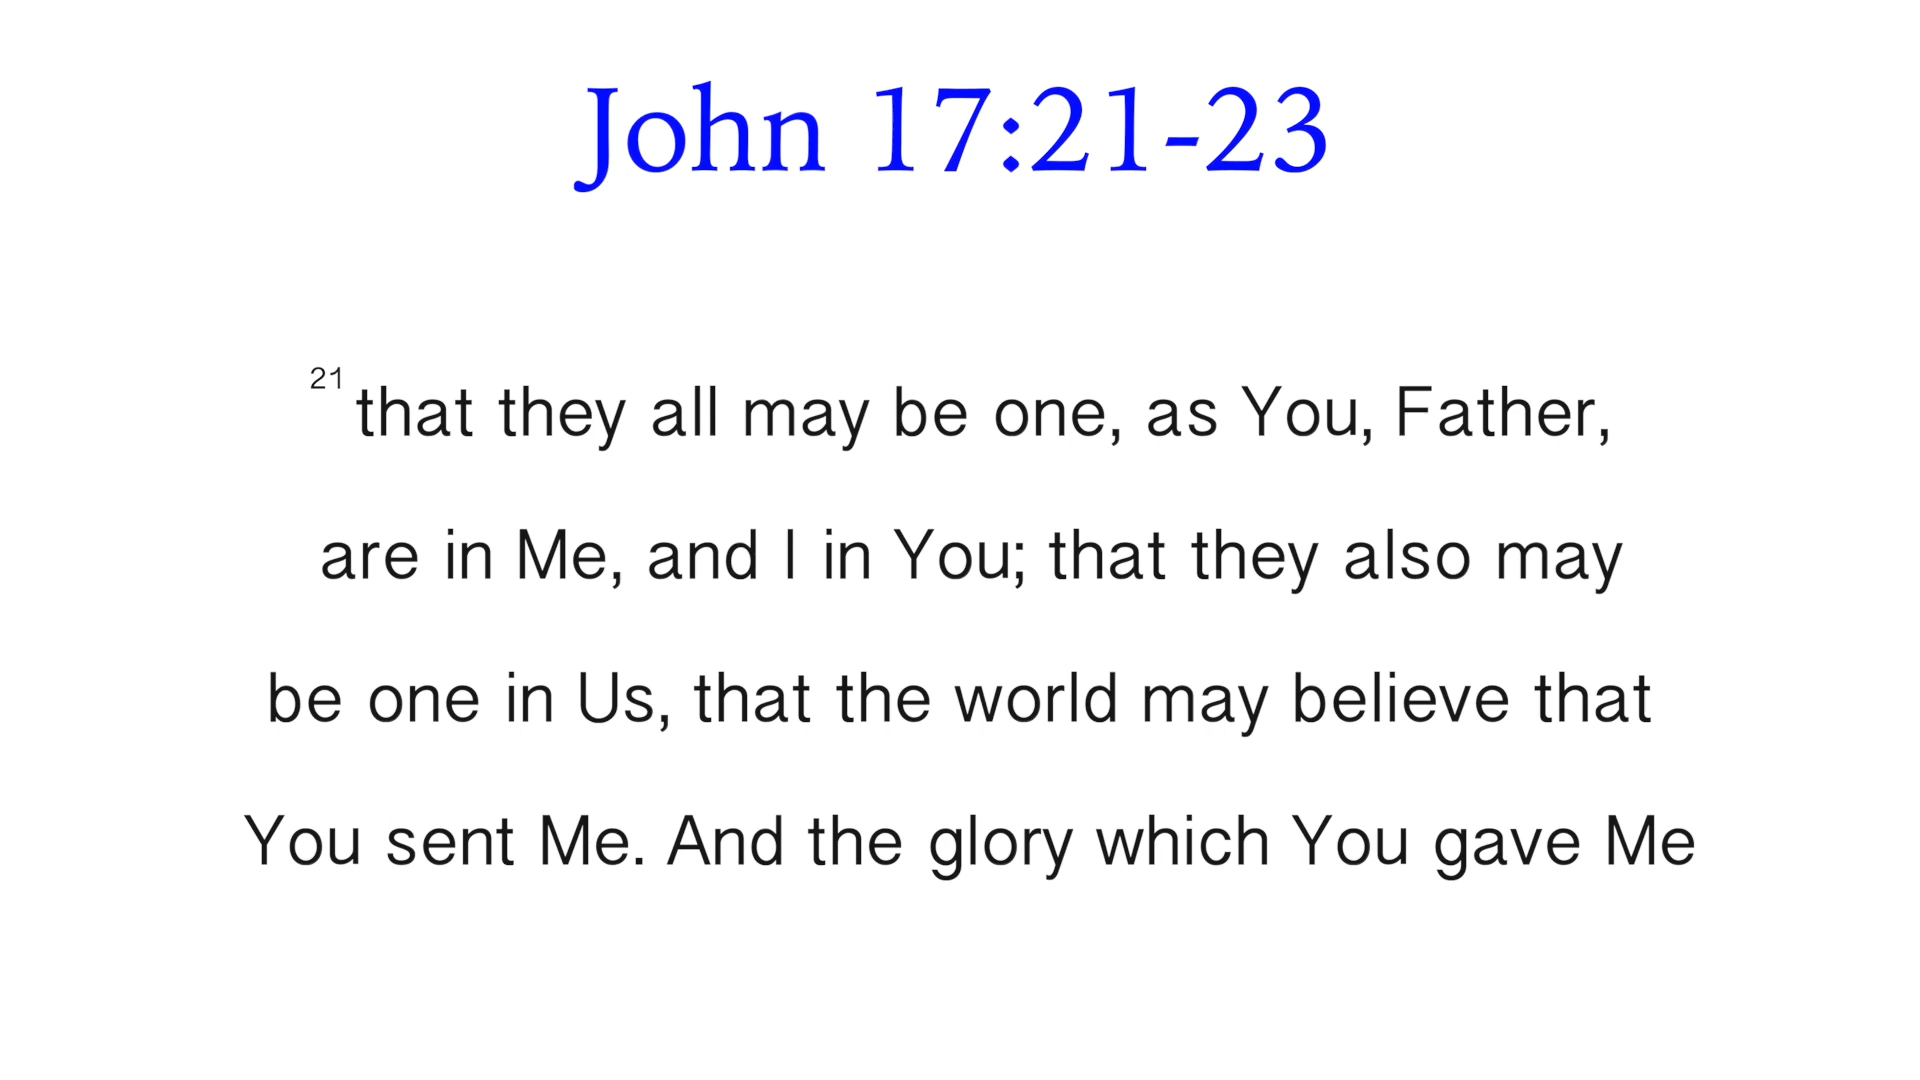 John 17:21-23
21 that they all may be one, as You, Father,
are in Me, and I in You; that they also may
be one in Us, that the world may believe that
You sent Me. And the glory which You gave Me